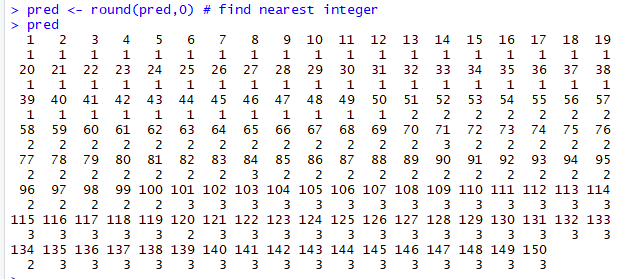 > pred <- round(pred,0) # find nearest integer
> pred
1 2 3 4 5 6 7 8 9 10 11 12 13 14 15 16 17 18 19
1 1 1 1 1 1 1 1 1 1 1 1 1 1 1 1 1 1 1
20 21 22 23 24 25 26 27 28 29 30 31 32 33 34 35 36 37 38
1 1 1 1 1 1 1 1 1 1 1 1 1 1 1 1 1 1 1
39 40 41 42 43 44 45 46 47 48 49 50 51 52 53 54 55 56 57
1 1 1 1 1 1 1 1 1 1 1 1 2 2 2 2 2 2 2
58 59 60 61 62 63 64 65 66 67 68 69 70 71 72 73 74 75 76
2 2 2 2 2 2 2 2 2 2 2 2 2 3 2 2 2 2 2
77 78 79 80 81 82 83 84 85 86 87 88 89 90 91 92 93 94 95
2 2 2 2 2 2 2 3 2 2 2 2 2 2 2 2 2 2 2
96 97 98 99 100 101 102 103 104 105 106 107 108 109 110 111 112 113 114
2 2 2 2 2 3 3 3 3 3 3 3 3 3 3 3 3 3 3
115 116 117 118 119 120 121 122 123 124 125 126 127 128 129 130 131 132 133
3 3 3 3 3 2 3 3 3 3 3 3 3 3 3 3 3 3 3
134 135 136 137 138 139 140 141 142 143 144 145 146 147 148 149 150
2 3 3 3 3 3 3 3 3 3 3 3 3 3 3 3 3
>